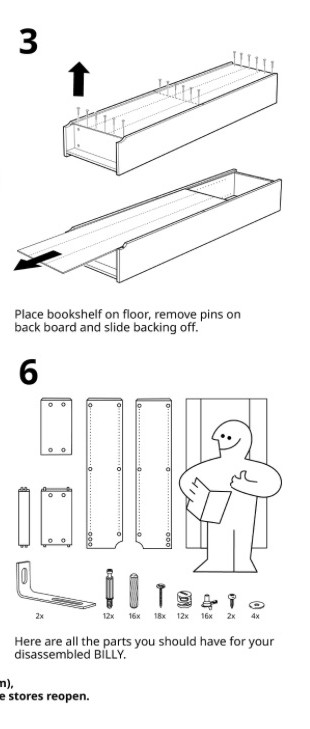 3
Place bookshelf on floor, remove pins on
back board and slide backing off.
6
2x
12x
16x
18x
12x
16x
2x
4x
Here are all the parts you should have for your
disassembled BILLY.
m),
e stores reopen.